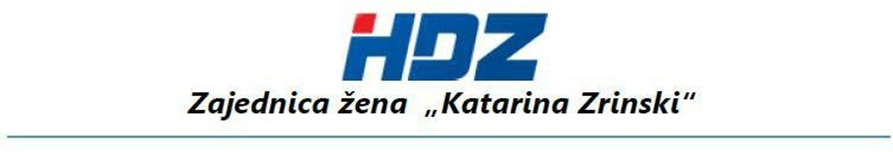 HDZ
Zajednica žena „Katarina Zrinski“